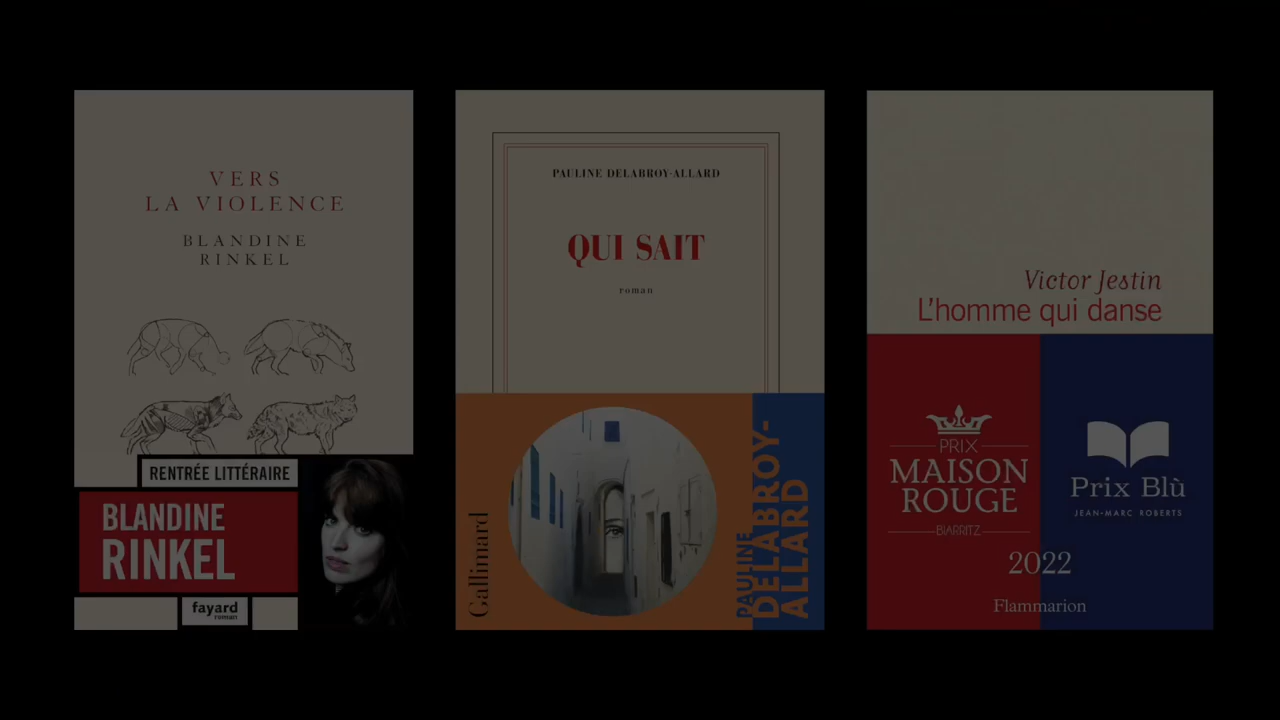 VERS
LA VIOLENCE
BLANDINE
RINKEL
RENTRÉE LITTÉRAIRE
BLANDINE
RINKEL
fayard
roman
PAULINE DELABROY-ALLARD
QUI SAIT
roman
Gallimard
PAULINE
DELABROY-
ALLARD
Victor Jestin
L'homme qui danse
PRIX
MAISON
ROUGE
BIARRITZ
Prix Blù
JEAN-MARC ROBERTS
2022
Flammarion